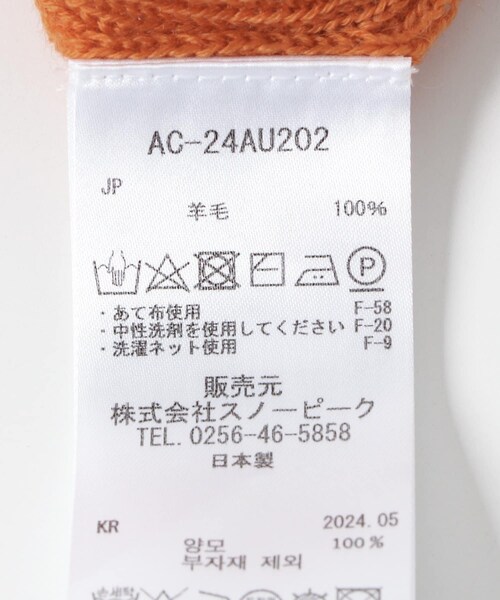 AC-24AU202
JP
羊毛 100%
P
・あて布使用 F-58
・中性洗剤を使用してください F-20
・洗濯ネット使用 F-9
販売元
株式会社スノーピーク
TEL. 0256-46-5858
日本製
KR 2024.05
양모 100%
부자재 제외